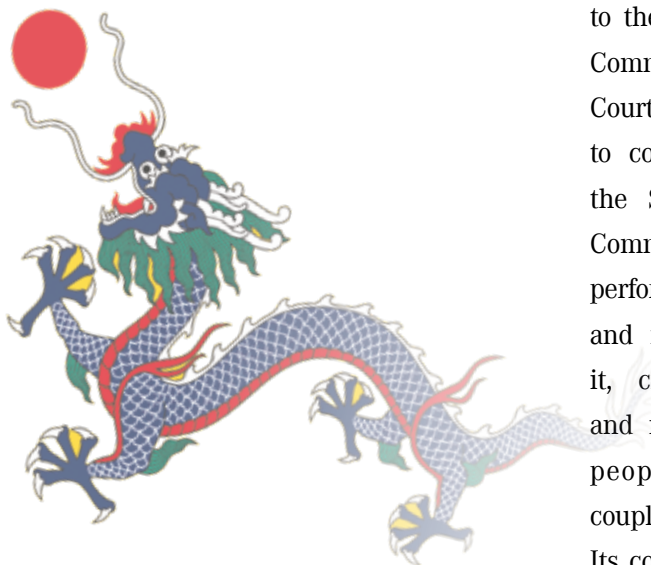 to the
Comm
Court
to co
the S
Comm
perfor
and
it, c
and
peop
coupl
Its co